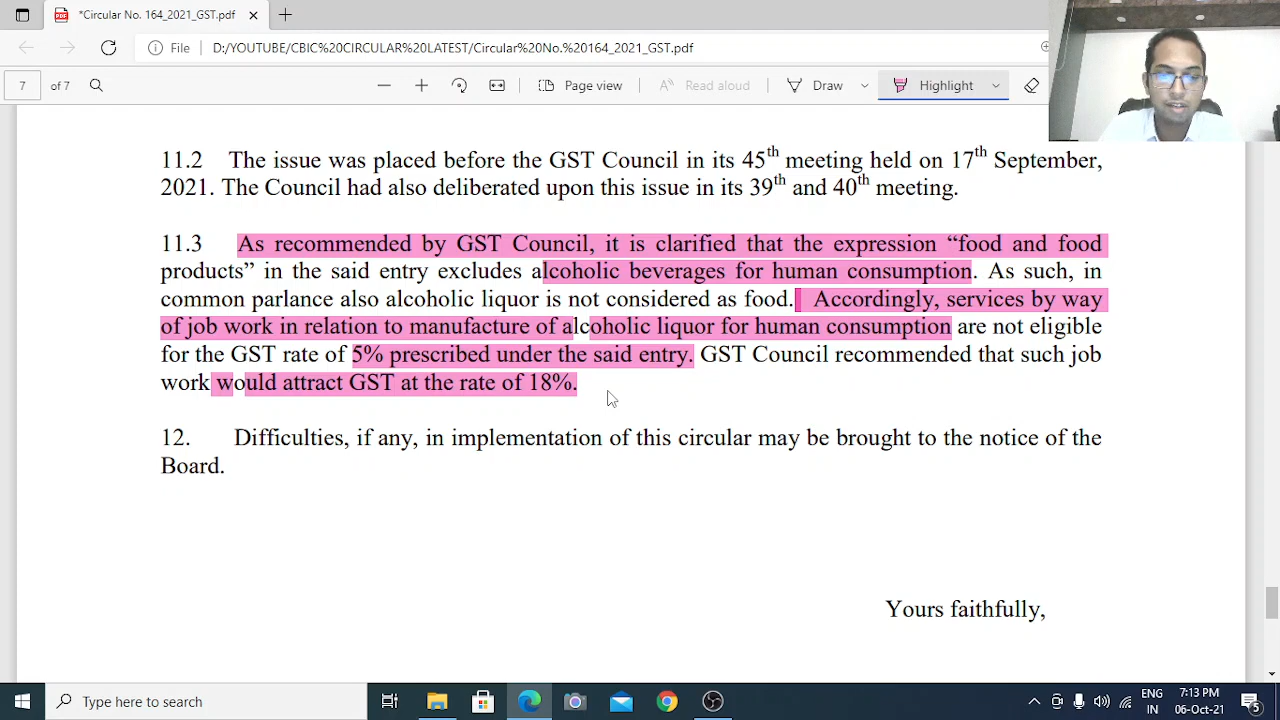 *Circular No. 164_2021_GST.pdf
File D:/YOUTUBE/CBIC%20CIRCULAR%20LATEST/Circular%20No.%20164_2021_GST.pdf
7 of 7 Page view Read aloud Draw Highlight
11.2 The issue was placed before the GST Council in its 45th meeting held on 17th September,
2021. The Council had also deliberated upon this issue in its 39th and 40th meeting.
11.3 As recommended by GST Council, it is clarified that the expression “food and food
products” in the said entry excludes alcoholic beverages for human consumption. As such, in
common parlance also alcoholic liquor is not considered as food. Accordingly, services by way
of job work in relation to manufacture of alcoholic liquor for human consumption are not eligible
for the GST rate of 5% prescribed under the said entry. GST Council recommended that such job
work would attract GST at the rate of 18%.
12. Difficulties, if any, in implementation of this circular may be brought to the notice of the
Board.
Yours faithfully,
Type here to search
ENG 7:13 PM
IN 06-Oct-21 5